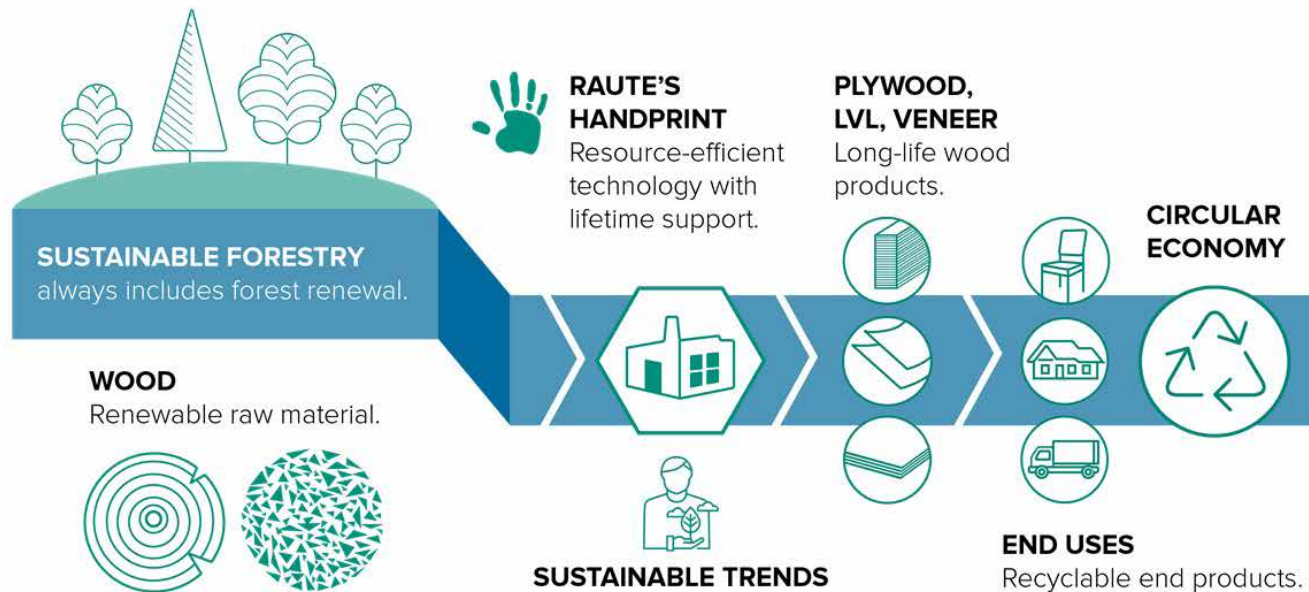 SUSTAINABLE FORESTRY
always includes forest renewal.
WOOD
Renewable raw material.
RAUTE’S
HANDPRINT
Resource-efficient
technology with
lifetime support.
SUSTAINABLE TRENDS
PLYWOOD,
LVL, VENEER
Long-life wood
products.
END USES
Recyclable end products.
CIRCULAR
ECONOMY